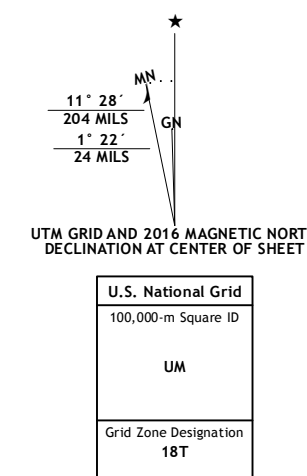 MN
11° 28´
204 MILS
GN
1° 22´
24 MILS
UTM GRID AND 2016 MAGNETIC NORT
DECLINATION AT CENTER OF SHEET
U.S. National Grid
100,000-m Square ID
UM
Grid Zone Designation
18T